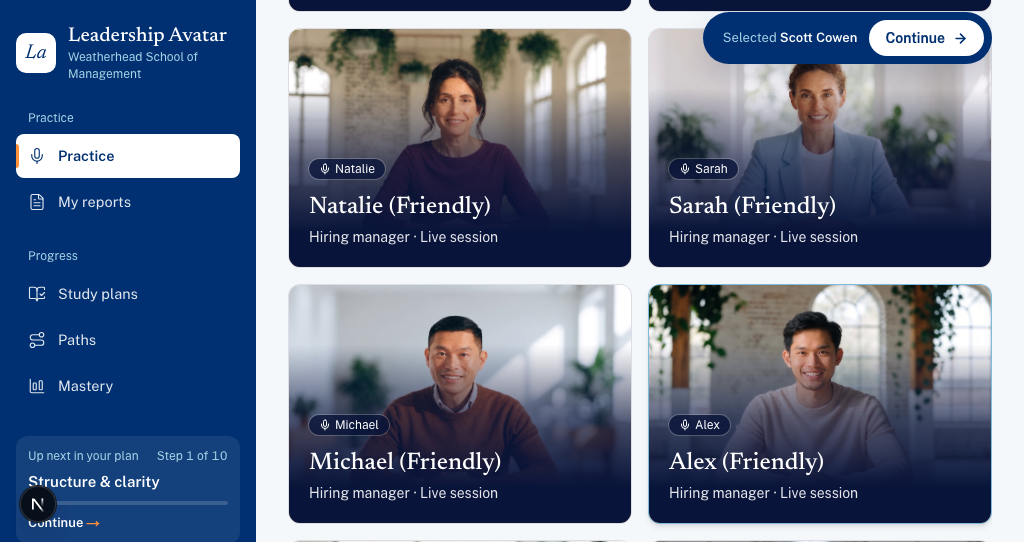 La
Leadership Avatar
Weatherhead School of
Management
Practice
Practice
My reports
Progress
Study plans
Paths
Mastery
Up next in your plan Step 1 of 10
Structure & clarity
Continue →
N
Selected Scott Cowen Continue →
Natalie
Natalie (Friendly)
Hiring manager · Live session
Sarah
Sarah (Friendly)
Hiring manager · Live session
Michael
Michael (Friendly)
Hiring manager · Live session
Alex
Alex (Friendly)
Hiring manager · Live session